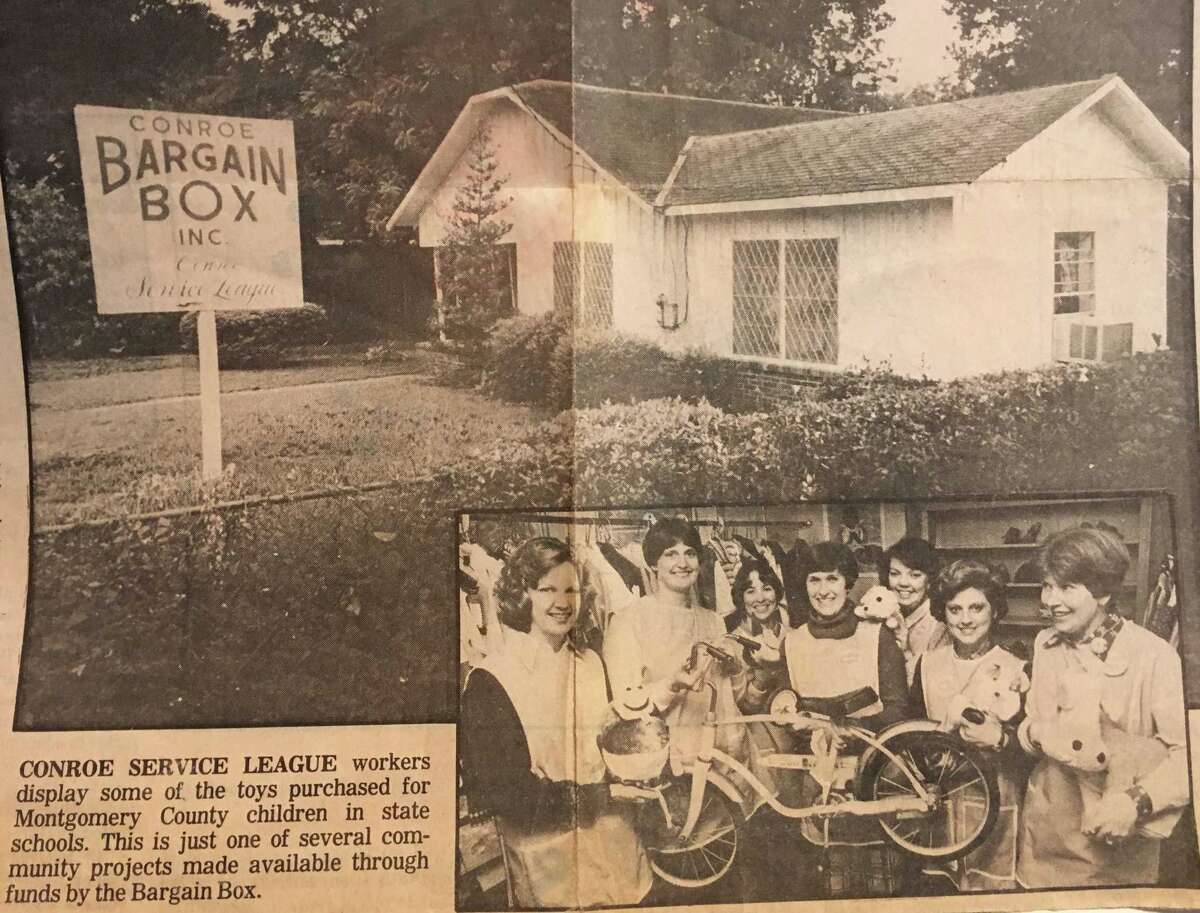 CONROE
BARGAIN
BOX
INC.
Conroe
Service League
CONROE SERVICE LEAGUE workers
display some of the toys purchased for
Montgomery County children in state
schools. This is just one of several com-
munity projects made available through
funds by the Bargain Box.